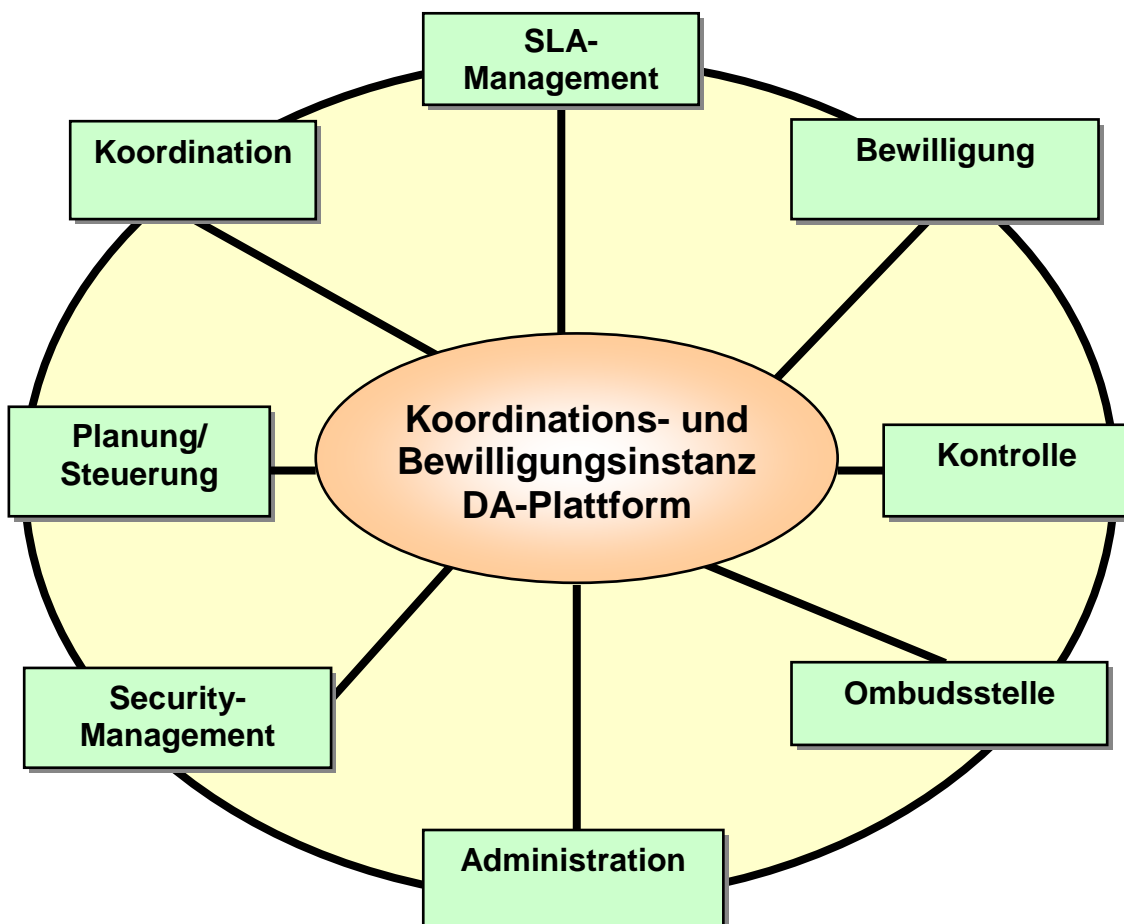 SLA-
Management
Koordination
Bewilligung
Koordinations- und
Bewilligungsinstanz
DA-Plattform
Planung/
Steuerung
Kontrolle
Security-
Management
Ombudsstelle
Administration